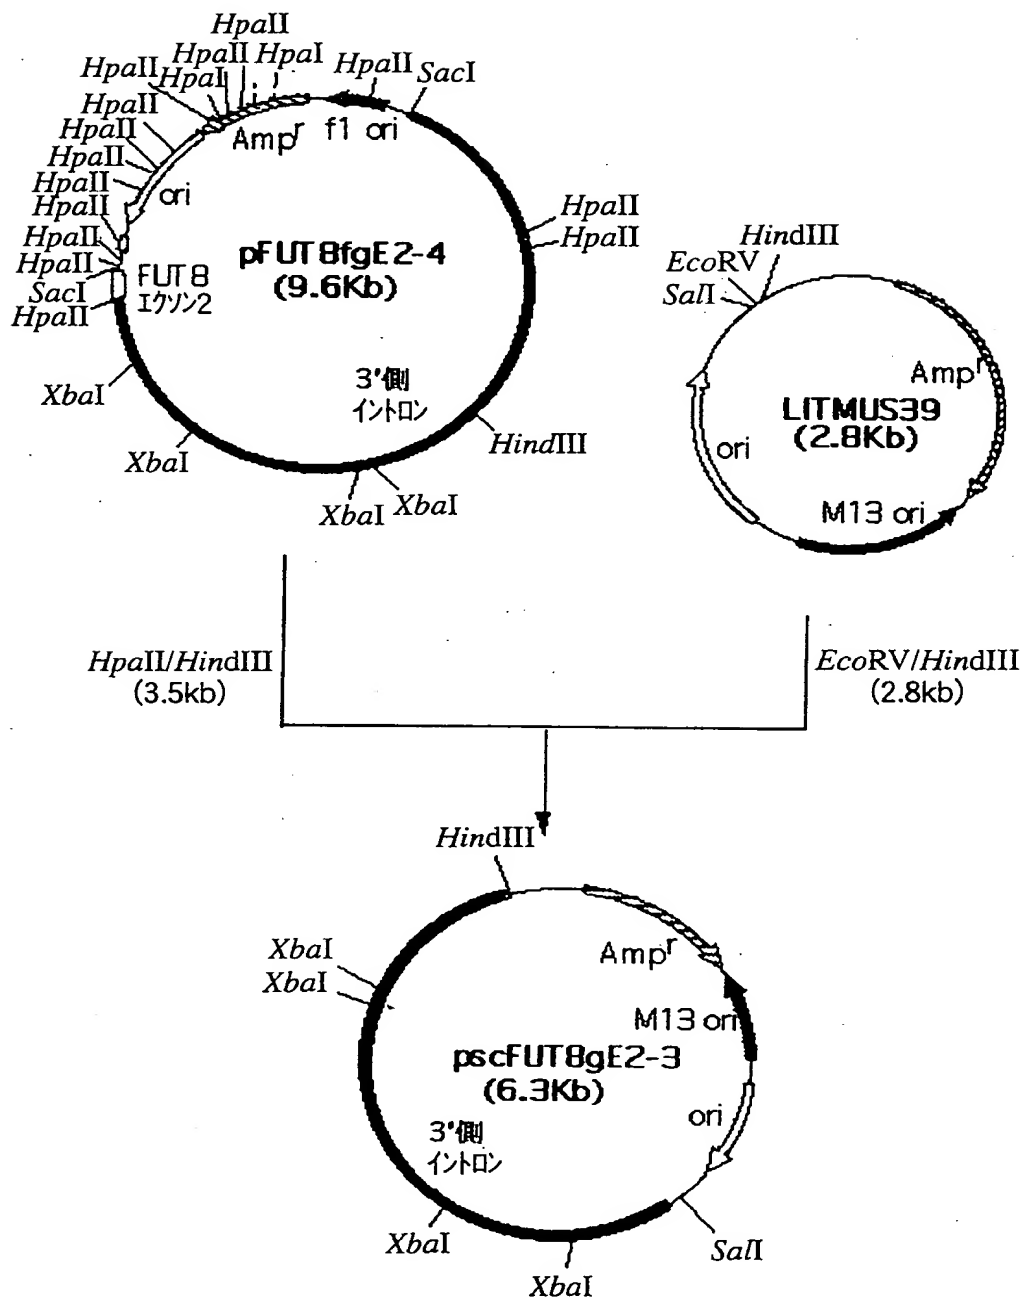 HpaII
HpaII
HpaI
HpaII
HpaI
HpaII
SacI
HpaII
HpaII
HpaII
HpaII
HpaII
HpaII
HpaII
SacI
HpaII
Ampʳ
f1 ori
ori
FUT8
エクソン2
pFUT8fgE2-4
(9.6Kb)
HpaII
HpaII
3'側
イントロン
XbaI
XbaI
XbaI
XbaI
HindIII
HindIII
EcoRV
SalI
Ampʳ
LITMUS39
(2.8Kb)
ori
M13 ori
HpaII/HindIII
(3.5kb)
EcoRV/HindIII
(2.8kb)
HindIII
XbaI
XbaI
Ampʳ
M13 ori
pscFUT8gE2-3
(6.3Kb)
ori
3'側
イントロン
XbaI
XbaI
SalI